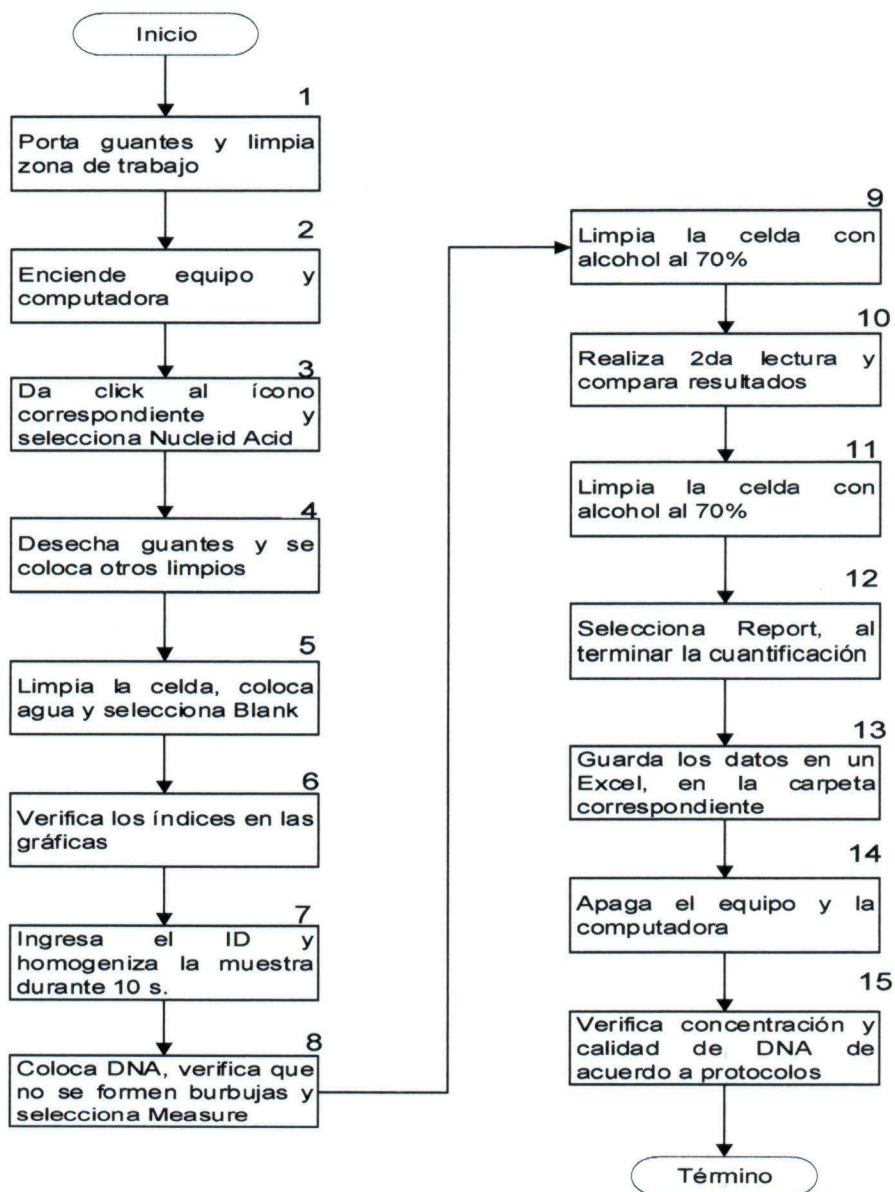 Inicio
1
Porta guantes y limpia
zona de trabajo
2
Enciende equipo y
computadora
3
Da click al ícono
correspondiente y
selecciona Nucleid Acid
4
Desecha guantes y se
coloca otros limpios
5
Limpia la celda, coloca
agua y selecciona Blank
6
Verifica los índices en las
gráficas
7
Ingresa el ID y
homogeniza la muestra
durante 10 s.
8
Coloca DNA, verifica que
no se formen burbujas y
selecciona Measure
9
Limpia la celda con
alcohol al 70%
10
Realiza 2da lectura y
compara resultados
11
Limpia la celda con
alcohol al 70%
12
Selecciona Report, al
terminar la cuantificación
13
Guarda los datos en un
Excel, en la carpeta
correspondiente
14
Apaga el equipo y la
computadora
15
Verifica concentración y
calidad de DNA de
acuerdo a protocolos
Término